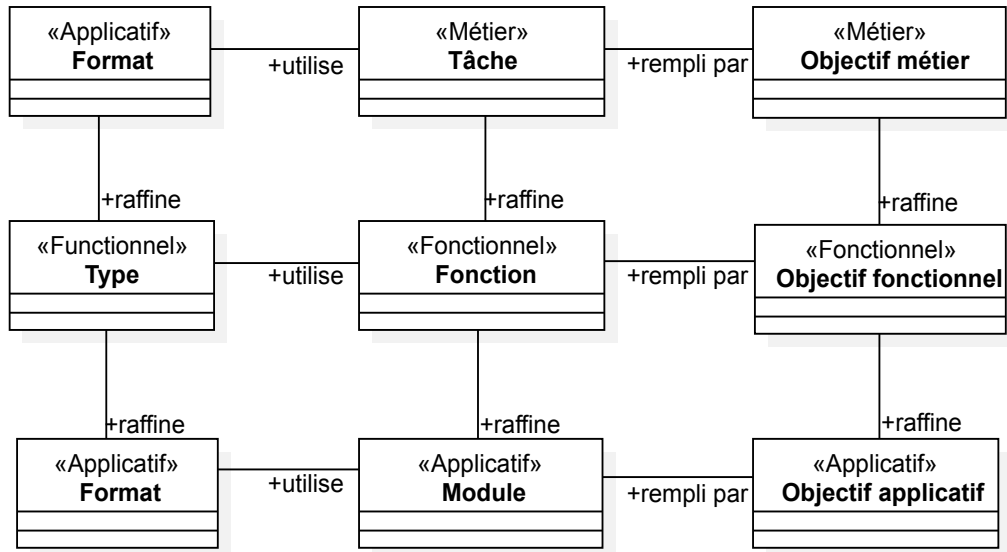 «Applicatif»
Format
+utilise
«Métier»
Tâche
+rempli par
«Métier»
Objectif métier
+raffine
+raffine
+raffine
«Functionnel»
Type
+utilise
«Fonctionnel»
Fonction
+rempli par
«Fonctionnel»
Objectif fonctionnel
+raffine
+raffine
+raffine
«Applicatif»
Format
+utilise
«Applicatif»
Module
+rempli par
«Applicatif»
Objectif applicatif